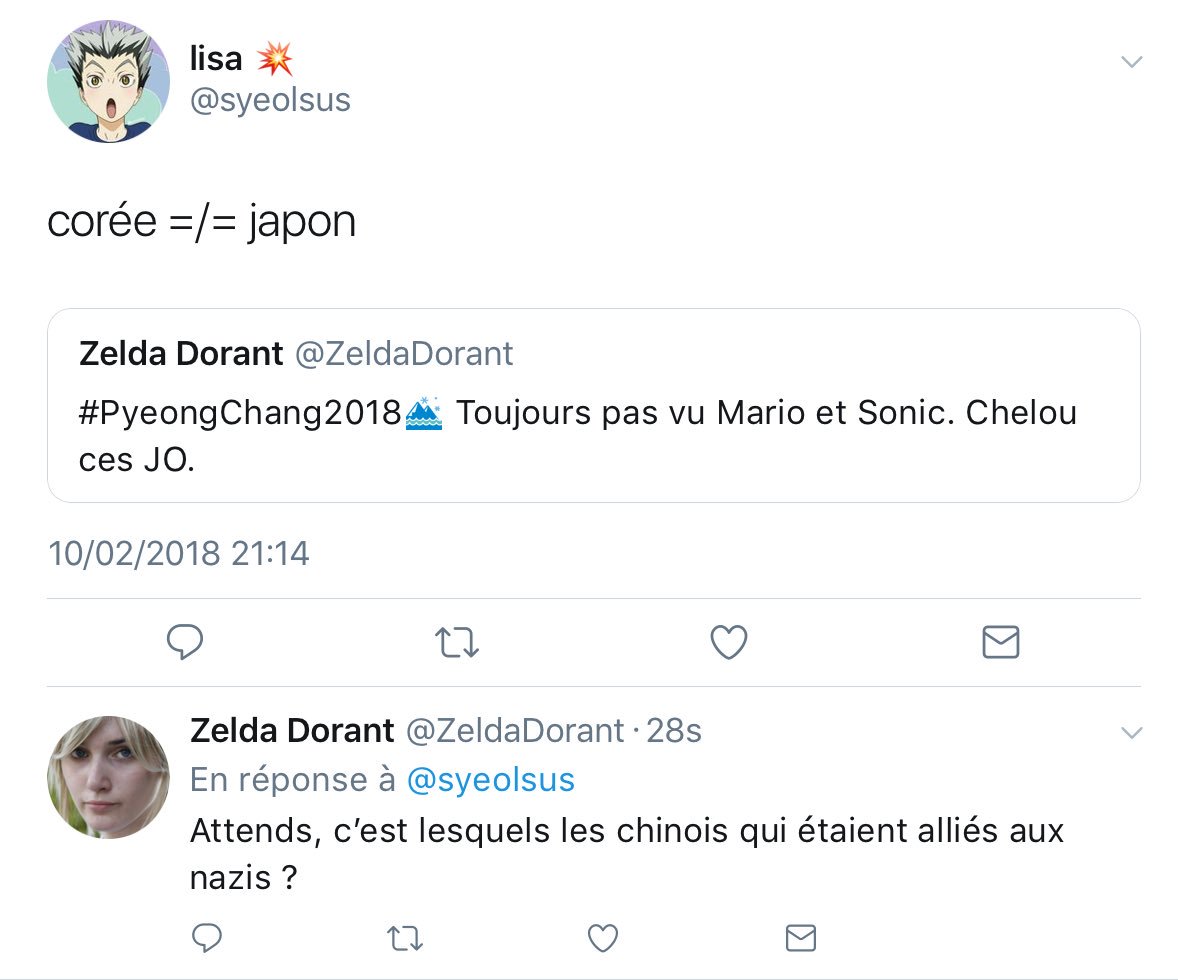 lisa 💥
@syeolsus
corée =/= japon
Zelda Dorant @ZeldaDorant
#PyeongChang2018🏔 Toujours pas vu Mario et Sonic. Chelou
ces JO.
10/02/2018 21:14
Zelda Dorant @ZeldaDorant · 28s
En réponse à @syeolsus
Attends, c’est lesquels les chinois qui étaient alliés aux
nazis ?